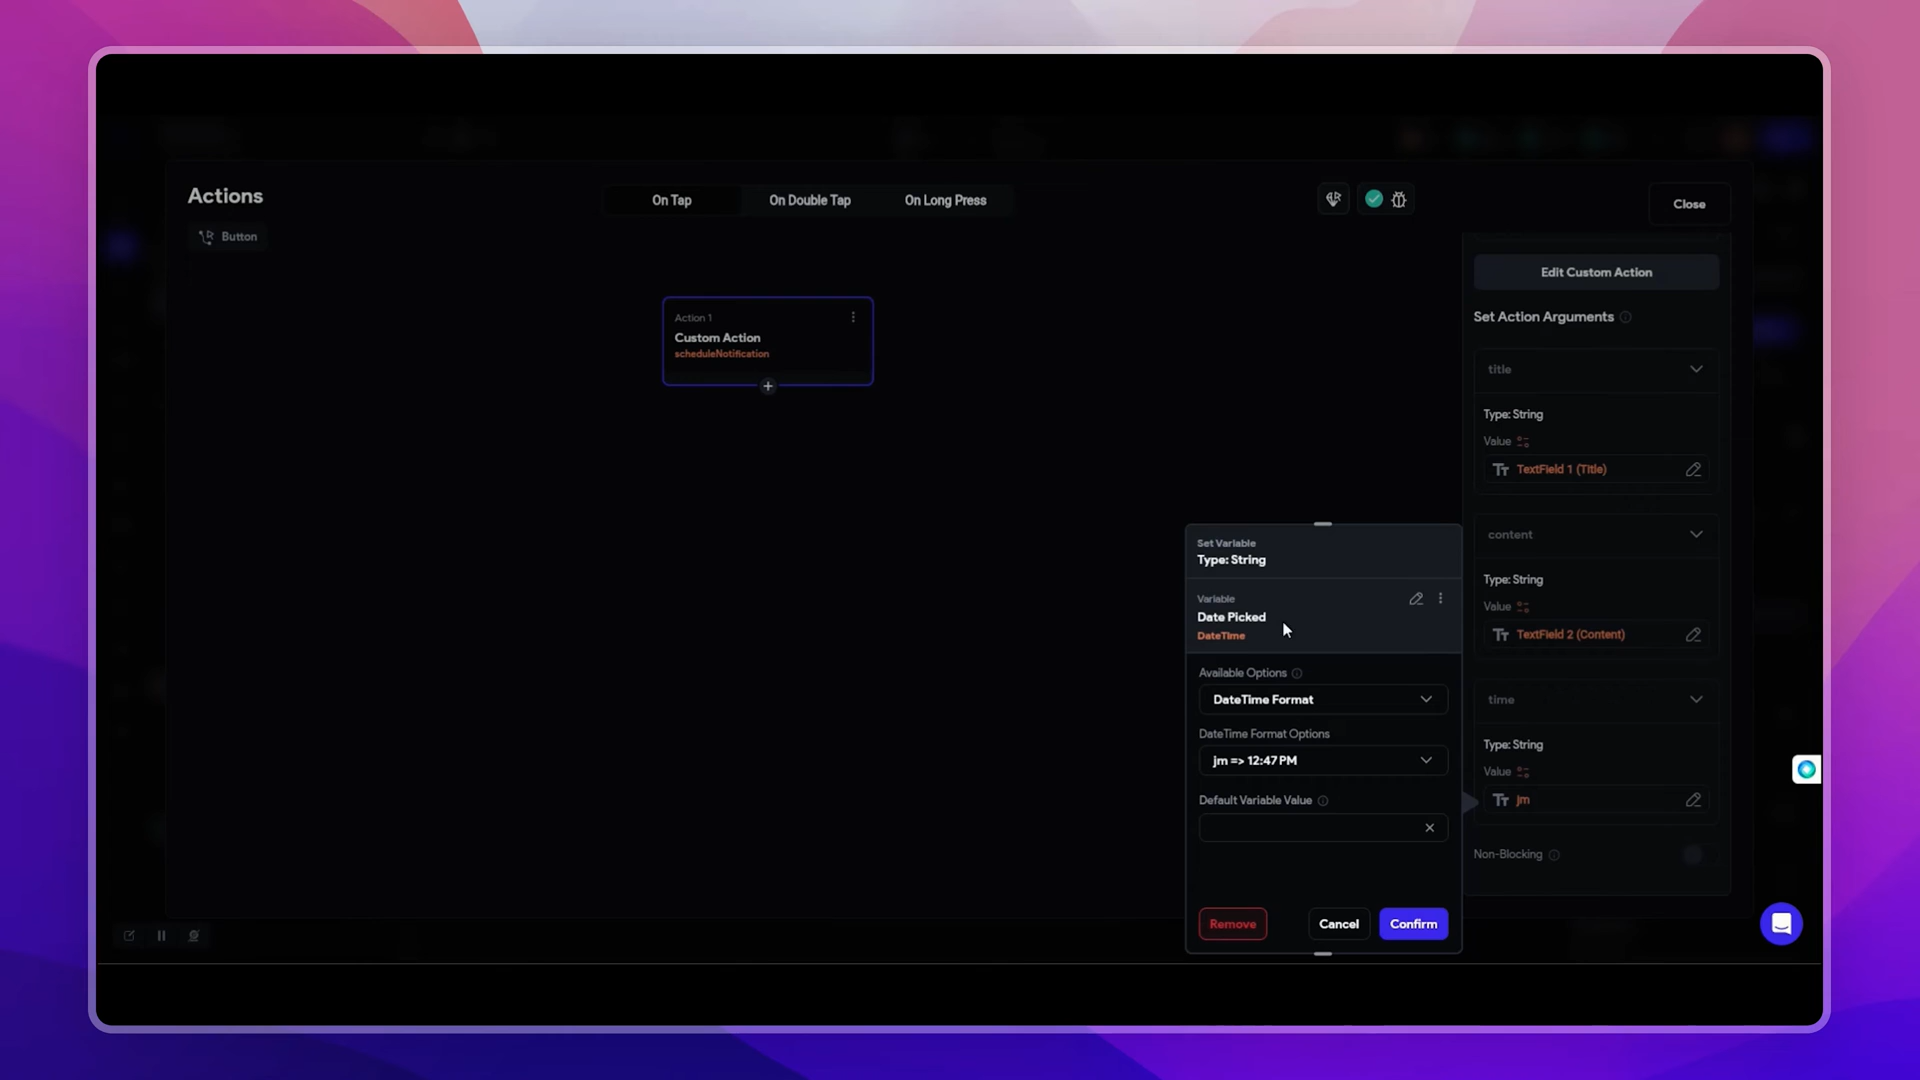 Actions
On Tap
On Double Tap
On Long Press
Close
Button
Edit Custom Action
Action 1
Custom Action
scheduleNotification
Set Action Arguments
title
Type: String
Value
TextField 1 (Title)
content
Type: String
Value
TextField 2 (Content)
time
Type: String
Value
jm
Non-Blocking
Set Variable
Type: String
Variable
Date Picked
DateTime
Available Options
DateTime Format
DateTime Format Options
jm => 12:47 PM
Default Variable Value
Remove
Cancel
Confirm